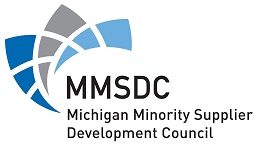 MMSDC
Michigan Minority Supplier
Development Council